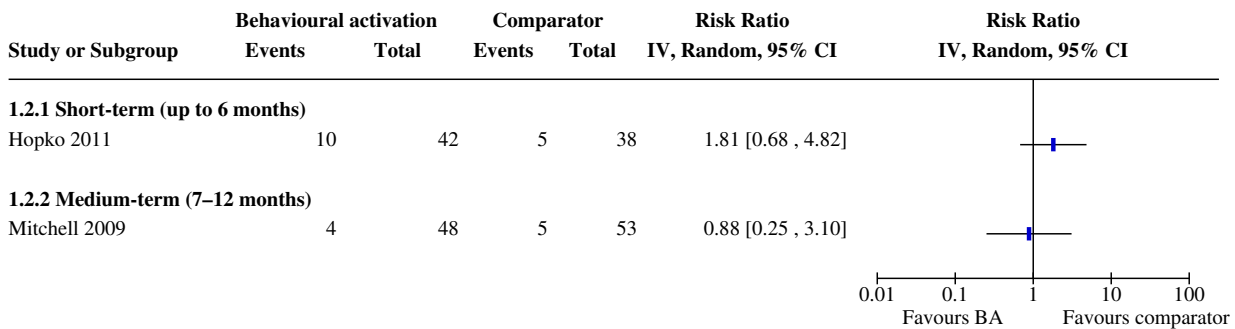 Behavioural activation Comparator Risk Ratio Risk Ratio
Study or Subgroup Events Total Events Total IV, Random, 95% CI IV, Random, 95% CI
1.2.1 Short-term (up to 6 months)
Hopko 2011 10 42 5 38 1.81 [0.68 , 4.82]
1.2.2 Medium-term (7–12 months)
Mitchell 2009 4 48 5 53 0.88 [0.25 , 3.10]
0.01 0.1 1 10 100
Favours BA Favours comparator